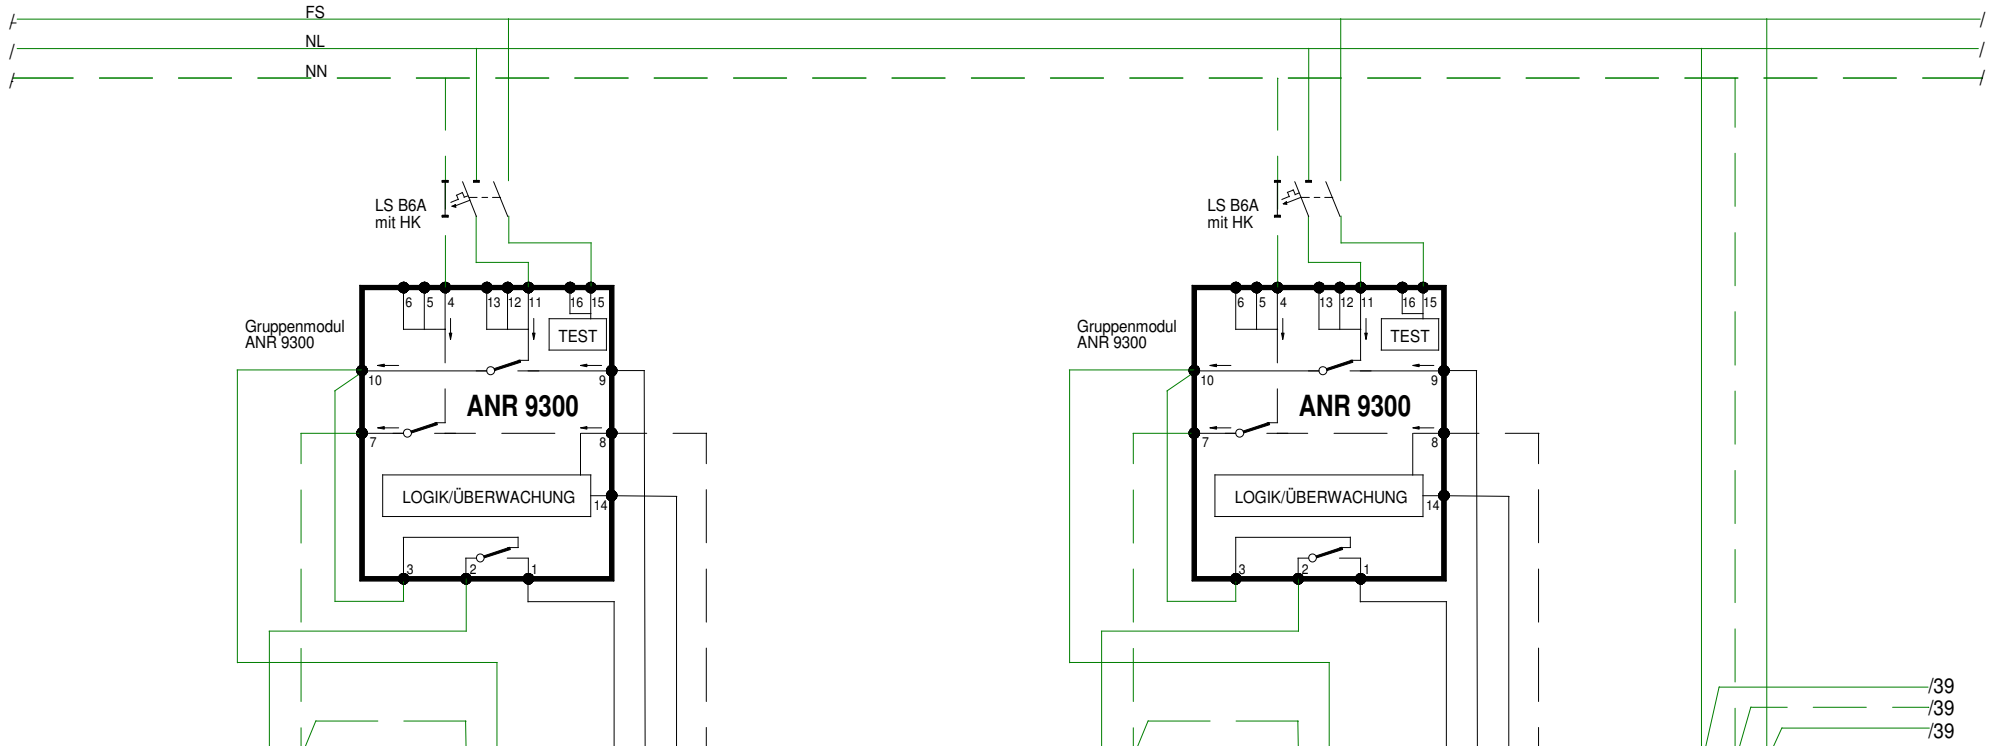 FS
NL
NN
LS B6A
mit HK
LS B6A
mit HK
6 5 4 13 12 11 16 15
6 5 4 13 12 11 16 15
Gruppenmodul
ANR 9300
TEST
Gruppenmodul
ANR 9300
TEST
10 9
10 9
ANR 9300
ANR 9300
7 8
7 8
LOGIK/ÜBERWACHUNG
14
LOGIK/ÜBERWACHUNG
14
3 2 1
3 2 1
/39
/39
/39